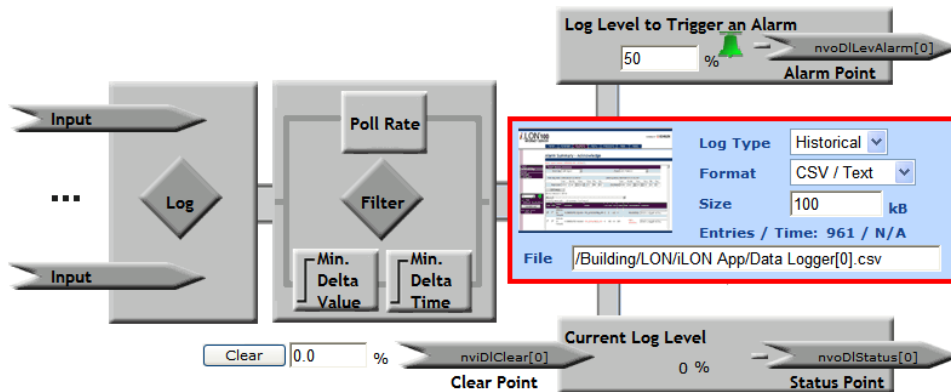 Log Level to Trigger an Alarm
50 %
nvoDlLevAlarm[0]
Alarm Point
Input
...
Input
Log
Poll Rate
Filter
Min.
Delta
Value
Min.
Delta
Time
i LON 100
Log Type Historical
Format CSV / Text
Size 100 kB
Entries / Time: 961 / N/A
File /Building/LON/iLON App/Data Logger[0].csv
Current Log Level
0 %
nvoDlStatus[0]
Status Point
Clear 0.0 %
nviDlClear[0]
Clear Point